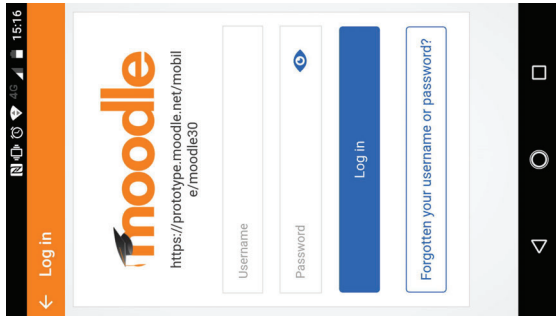 4G 15:16
Log in
moodle
https://prototype.moodle.net/mobil
e/moodle30
Username
Password
Log in
Forgotten your username or password?